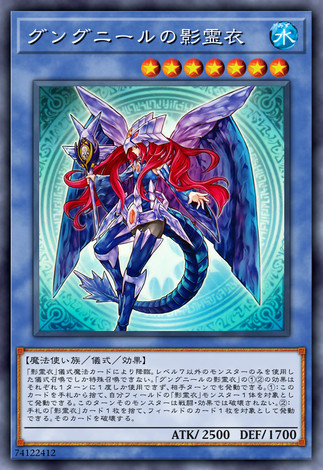 グングニールの影霊衣
水
【魔法使い族／儀式／効果】
「影霊衣」儀式魔法カードにより降臨。レベル７以外のモンスターのみを使用し
た儀式召喚でしか特殊召喚できない。「グングニールの影霊衣」の①②の効果は
それぞれ１ターンに１度しか使用できず、相手ターンでも発動できる。①：この
カードを手札から捨て、自分フィールドの「影霊衣」モンスター１体を対象とし
て発動できる。このターンそのモンスターは戦闘・効果では破壊されない。②：
手札の「影霊衣」カード１枚を捨て、フィールドのカード１枚を対象として発動
できる。そのカードを破壊する。
ATK/ 2500 DEF/ 1700
74122412